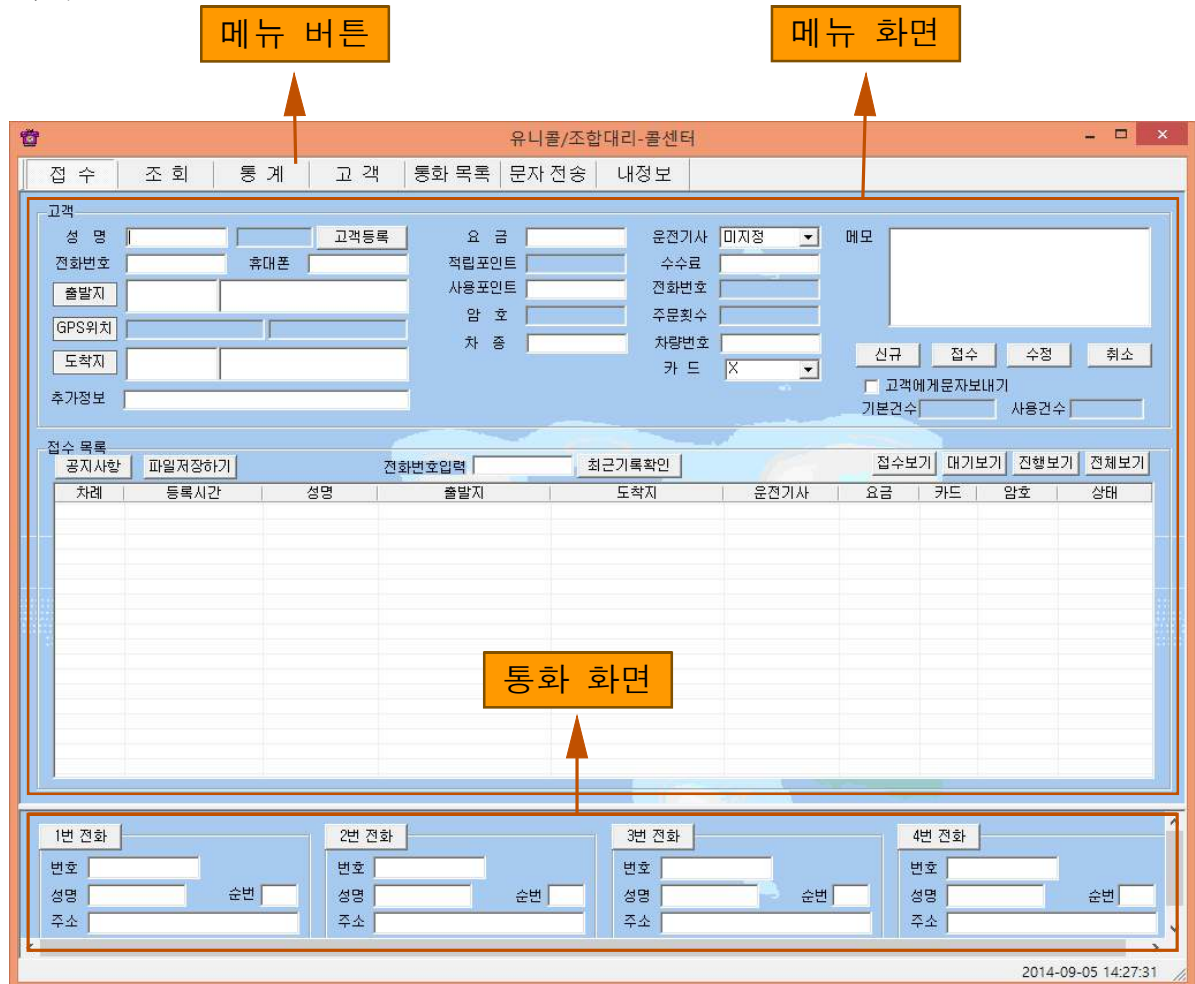 메뉴 버튼
메뉴 화면
유니콜/조합대리-콜센터
접 수 조 회 통 계 고 객 통화 목록 문자 전송 내정보
고객
성 명 고객등록 요 금 운전기사 미지정 메모
전화번호 휴대폰 적립포인트 수수료
출발지 사용포인트 전화번호
GPS위치 암 호 주문횟수
도착지 차 종 차량번호
신규 접수 수정 취소
카 드 X
고객에게문자보내기
추가정보 기본건수 사용건수
접수 목록
공지사항 파일저장하기 전화번호입력 최근기록확인 접수보기 대기보기 진행보기 전체보기
차례 등록시간 성명 출발지 도착지 운전기사 요금 카드 암호 상태
통화 화면
1번 전화 2번 전화 3번 전화 4번 전화
번호 번호 번호 번호
성명 순번 성명 순번 성명 순번 성명 순번
주소 주소 주소 주소
2014-09-05 14:27:31